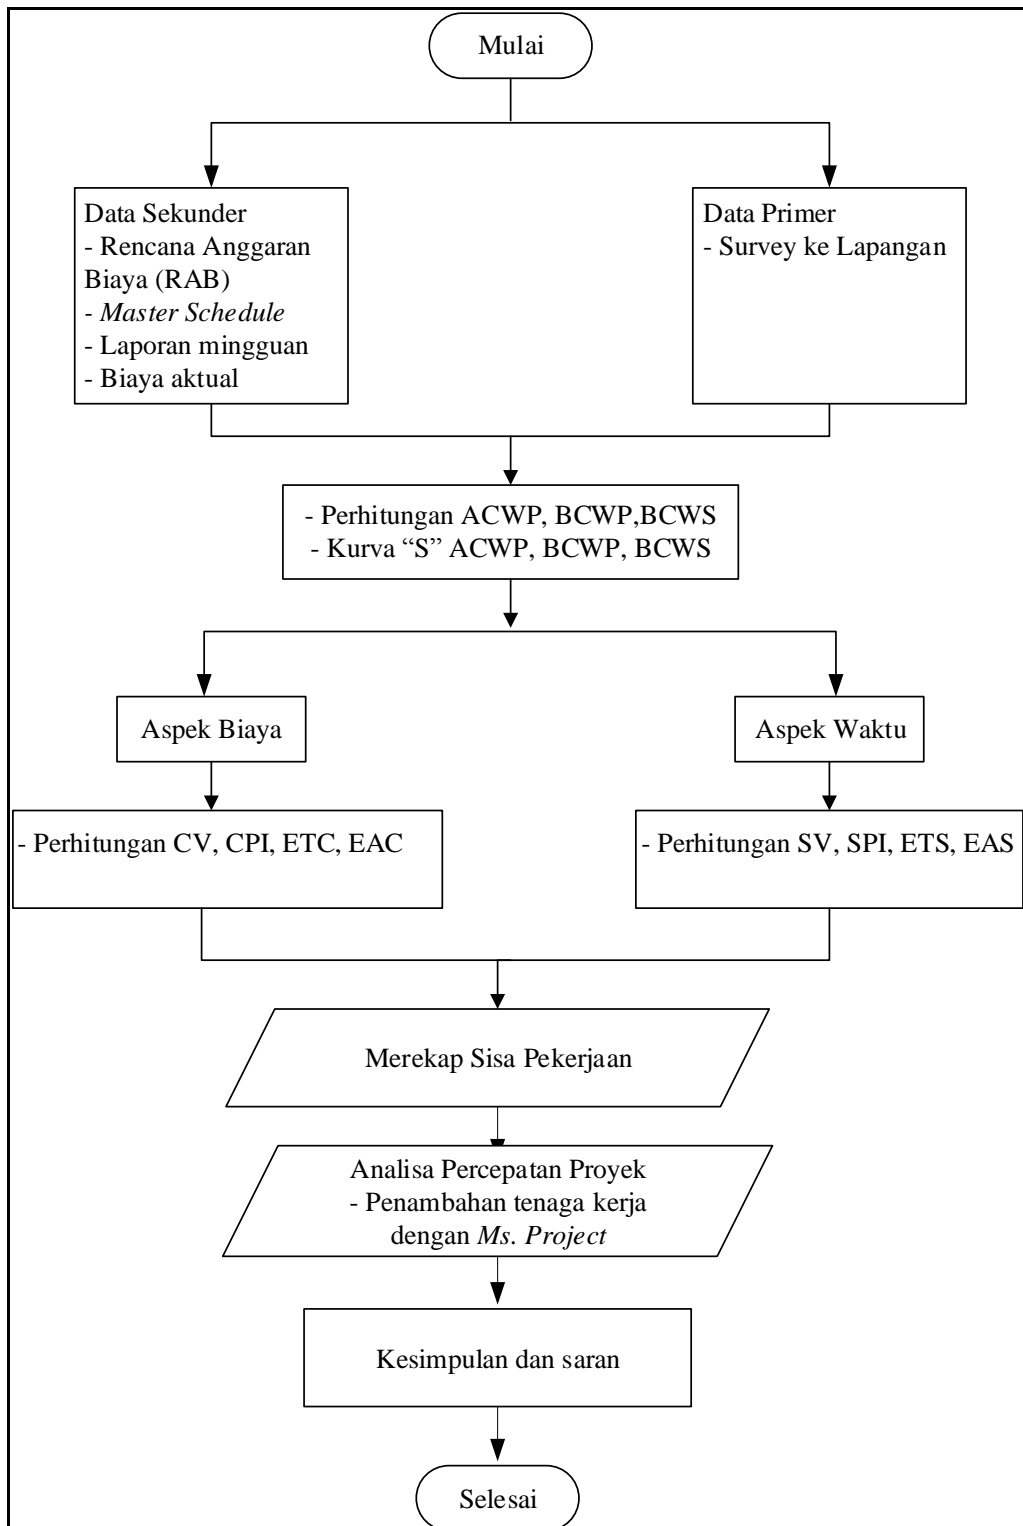 Mulai
Data Sekunder
- Rencana Anggaran
Biaya (RAB)
- Master Schedule
- Laporan mingguan
- Biaya aktual
Data Primer
- Survey ke Lapangan
- Perhitungan ACWP, BCWP,BCWS
- Kurva “S” ACWP, BCWP, BCWS
Aspek Biaya
Aspek Waktu
- Perhitungan CV, CPI, ETC, EAC
- Perhitungan SV, SPI, ETS, EAS
Merekap Sisa Pekerjaan
Analisa Percepatan Proyek
- Penambahan tenaga kerja
dengan Ms. Project
Kesimpulan dan saran
Selesai